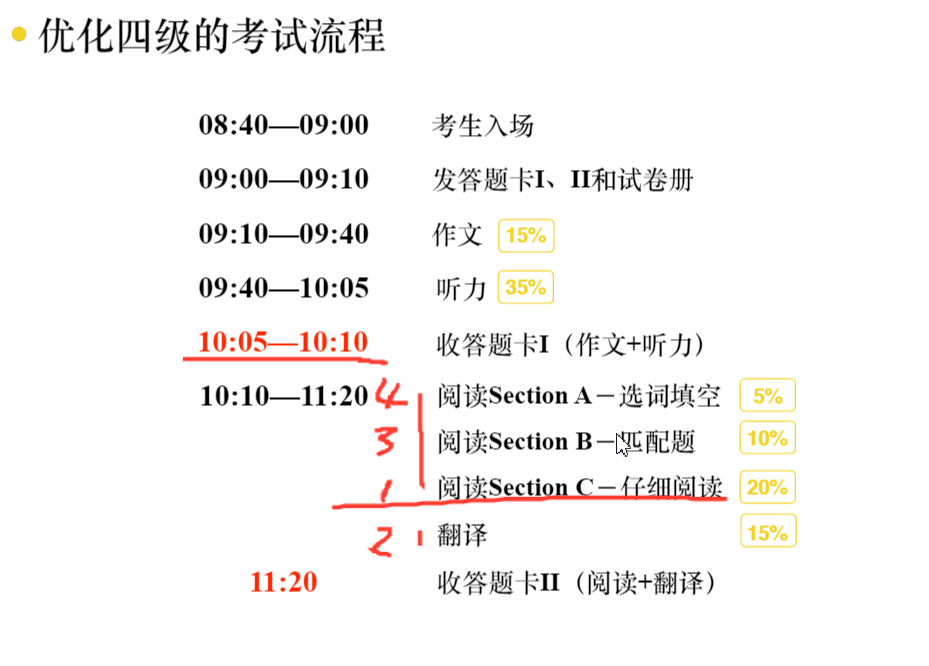 优化四级的考试流程
08:40—09:00 考生入场
09:00—09:10 发答题卡I、II和试卷册
09:10—09:40 作文 15%
09:40—10:05 听力 35%
10:05—10:10 收答题卡I（作文+听力）
10:10—11:20 4 阅读Section A－选词填空 5%
3 阅读Section B－匹配题 10%
1 阅读Section C－仔细阅读 20%
2 翻译 15%
11:20 收答题卡II（阅读+翻译）